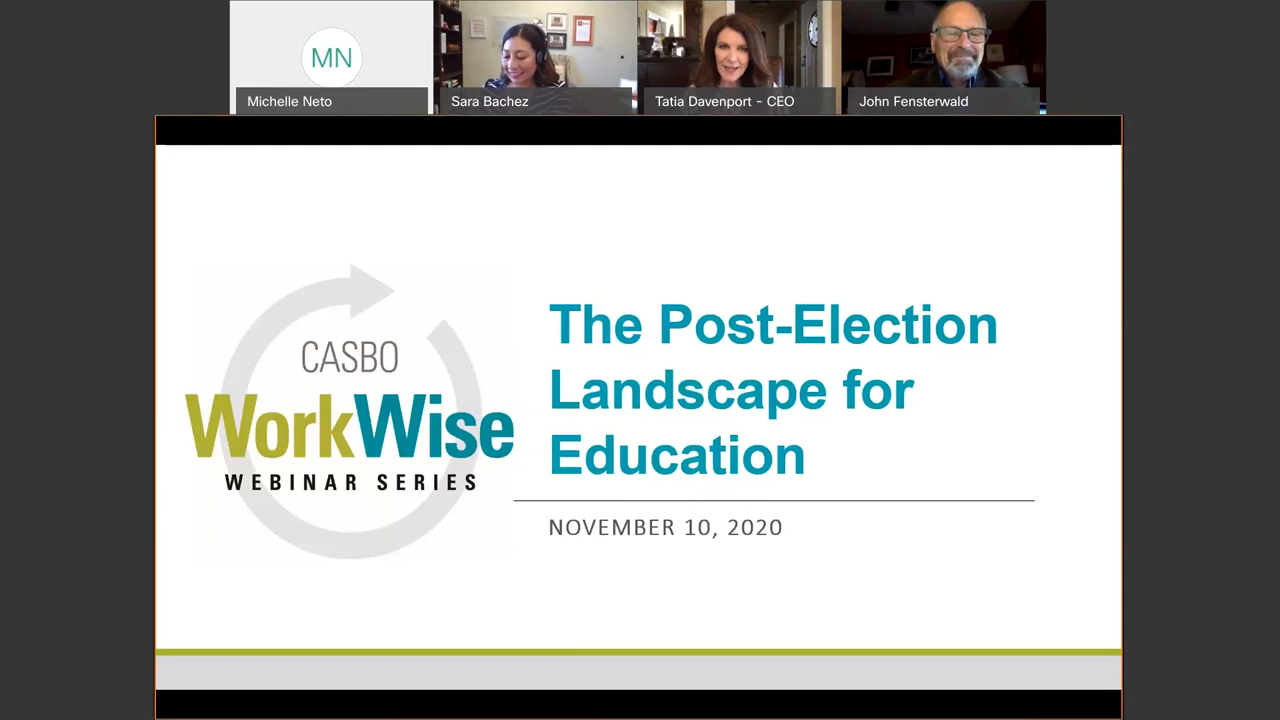 MN
Michelle Neto
Sara Bachez
Tatia Davenport - CEO
John Fensterwald
CASBO
WorkWise
WEBINAR SERIES
The Post-Election
Landscape for
Education
NOVEMBER 10, 2020